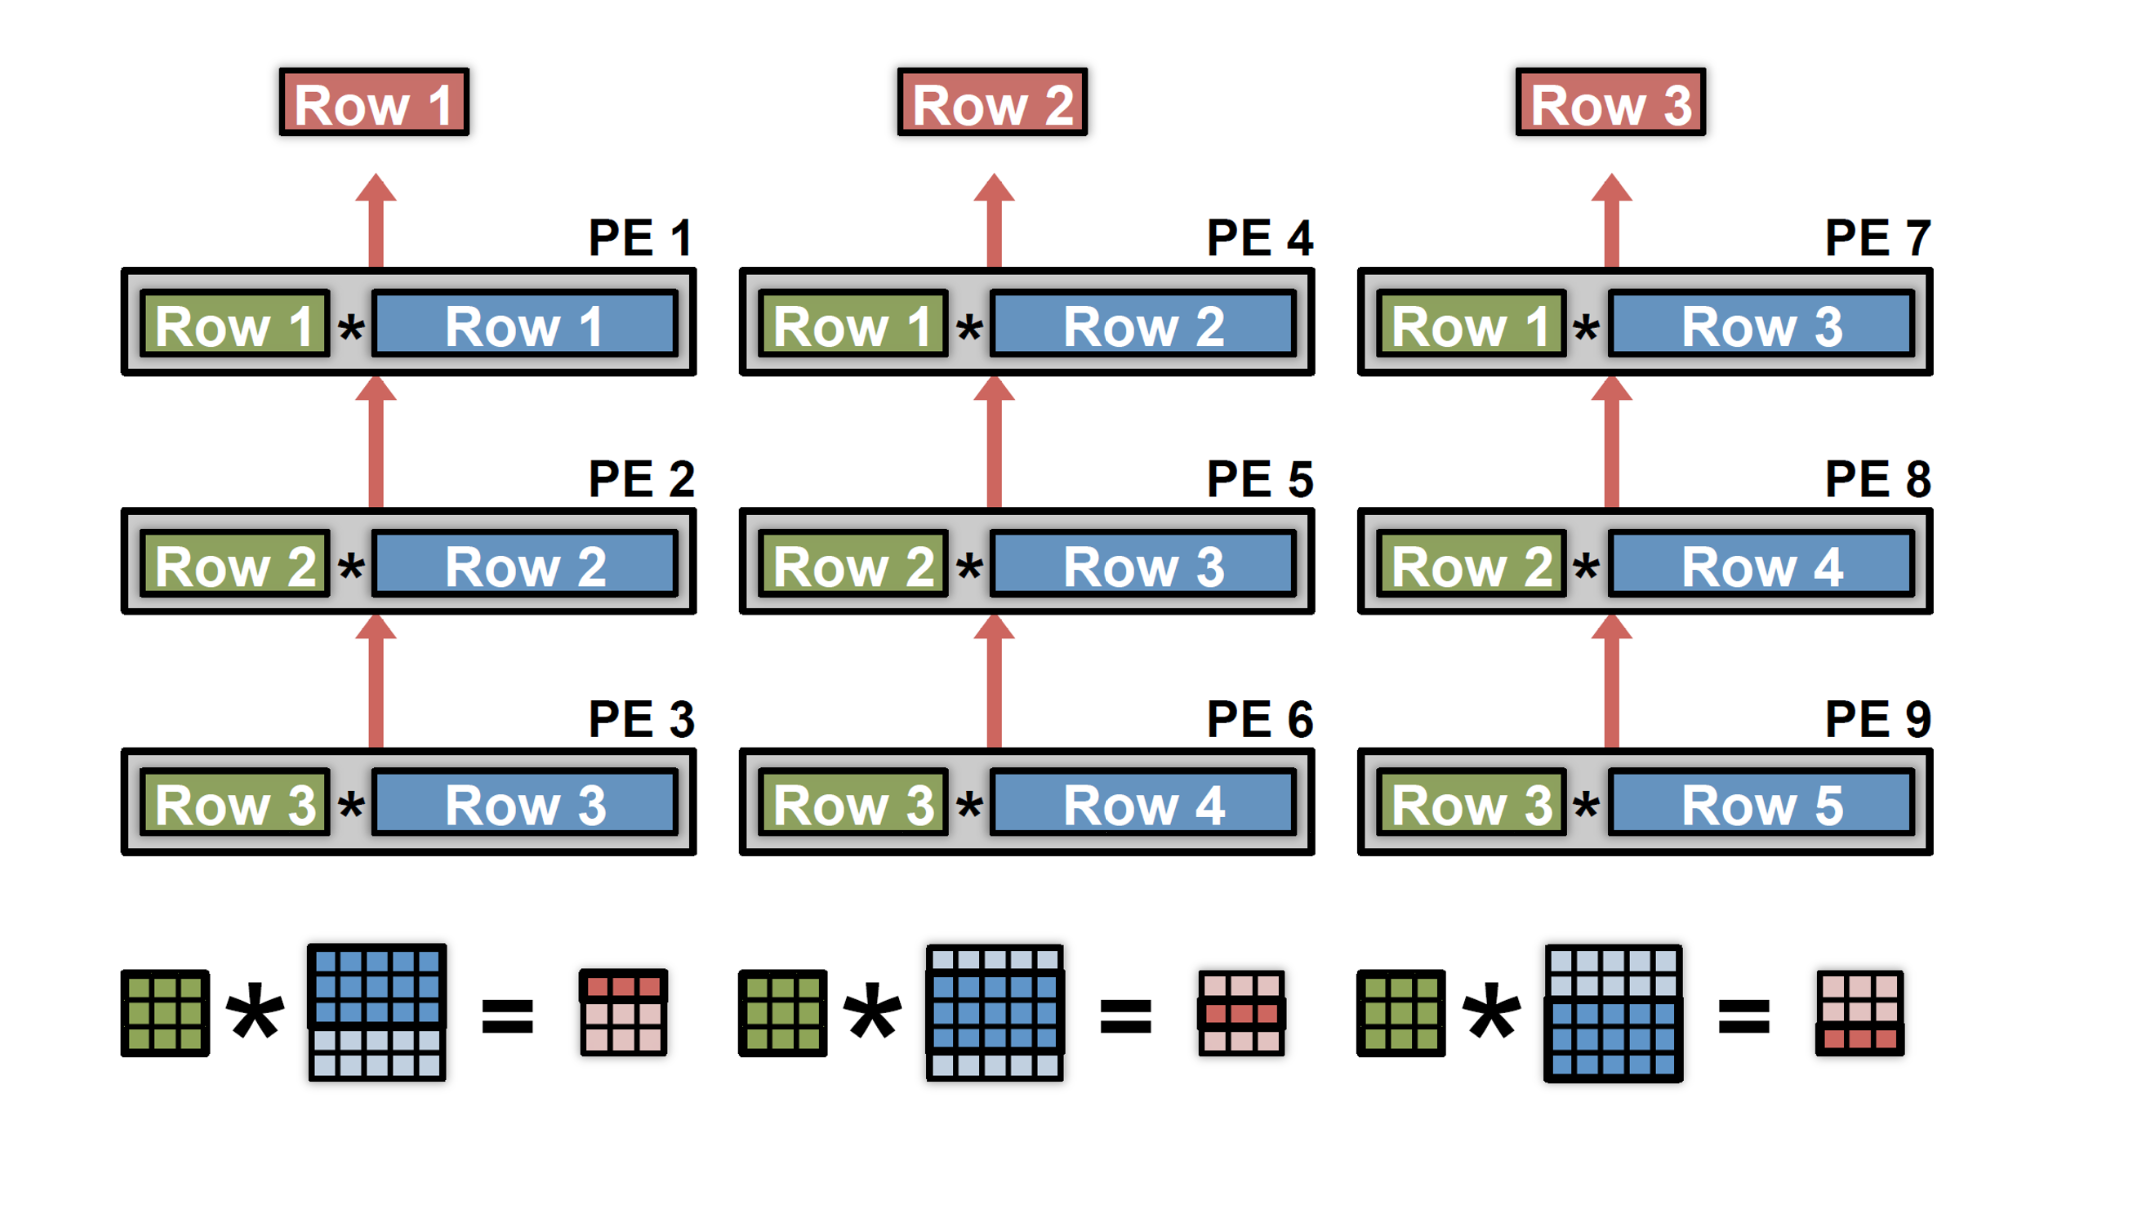 Row 1 Row 2 Row 3
PE 1 PE 4 PE 7
Row 1 * Row 1 Row 1 * Row 2 Row 1 * Row 3
PE 2 PE 5 PE 8
Row 2 * Row 2 Row 2 * Row 3 Row 2 * Row 4
PE 3 PE 6 PE 9
Row 3 * Row 3 Row 3 * Row 4 Row 3 * Row 5
* = * = * =